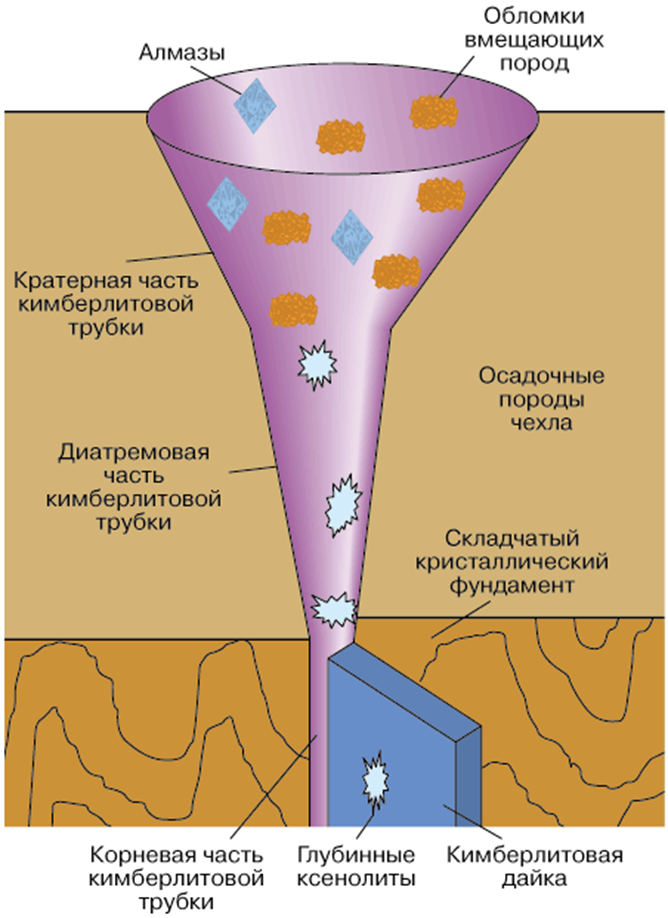 Алмазы
Обломки
вмещающих
пород
Кратерная часть
кимберлитовой
трубки
Осадочные
породы
чехла
Диатремовая
часть
кимберлитовой
трубки
Складчатый
кристаллический
фундамент
Корневая часть
кимберлитовой
трубки
Глубинные
ксенолиты
Кимберлитовая
дайка